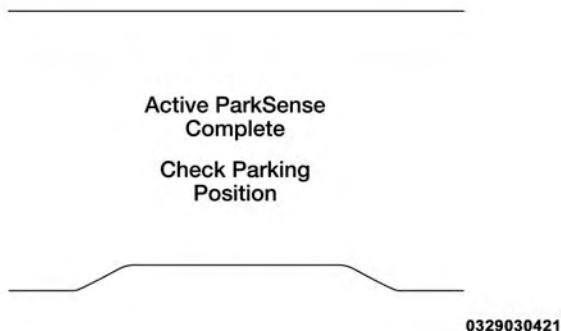 Active ParkSense
Complete
Check Parking
Position
0329030421